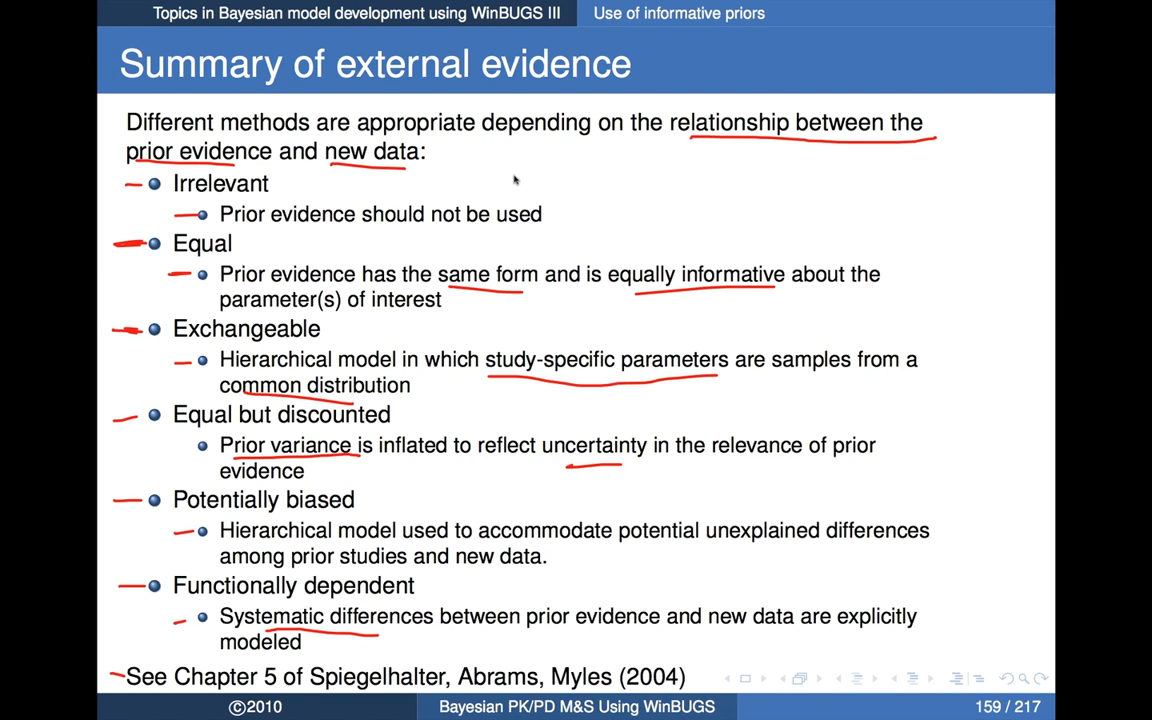 Topics in Bayesian model development using WinBUGS III
Use of informative priors
Summary of external evidence
Different methods are appropriate depending on the relationship between the
prior evidence and new data:
Irrelevant
Prior evidence should not be used
Equal
Prior evidence has the same form and is equally informative about the
parameter(s) of interest
Exchangeable
Hierarchical model in which study-specific parameters are samples from a
common distribution
Equal but discounted
Prior variance is inflated to reflect uncertainty in the relevance of prior
evidence
Potentially biased
Hierarchical model used to accommodate potential unexplained differences
among prior studies and new data.
Functionally dependent
Systematic differences between prior evidence and new data are explicitly
modeled
See Chapter 5 of Spiegelhalter, Abrams, Myles (2004)
©2010
Bayesian PK/PD M&S Using WinBUGS
159 / 217